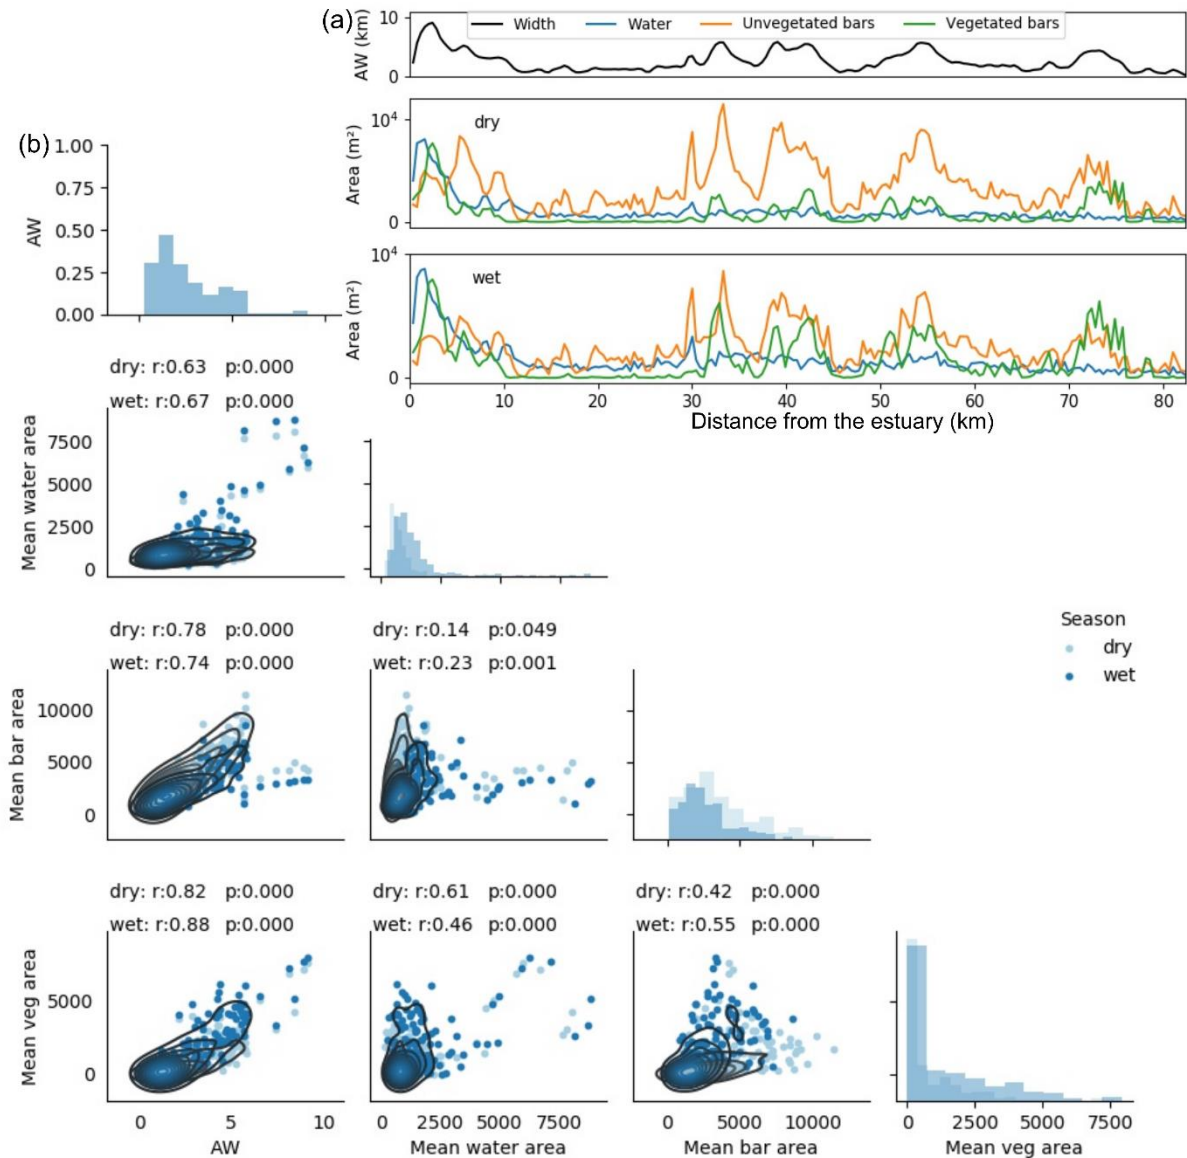 (a)
Width Water Unvegetated bars Vegetated bars
AW (km)
10
0
dry
Area (m²)
10⁴
0
wet
Area (m²)
10⁴
0
0 10 20 30 40 50 60 70 80
Distance from the estuary (km)
(b)
AW
1.00
0.75
0.50
0.25
0.00
dry: r:0.63 p:0.000
wet: r:0.67 p:0.000
Mean water area
7500
5000
2500
0
dry: r:0.78 p:0.000
wet: r:0.74 p:0.000
dry: r:0.14 p:0.049
wet: r:0.23 p:0.001
Season
dry
wet
Mean bar area
10000
5000
0
dry: r:0.82 p:0.000
wet: r:0.88 p:0.000
dry: r:0.61 p:0.000
wet: r:0.46 p:0.000
dry: r:0.42 p:0.000
wet: r:0.55 p:0.000
Mean veg area
5000
0
0 5 10
AW
0 2500 5000 7500
Mean water area
0 5000 10000
Mean bar area
0 2500 5000 7500
Mean veg area